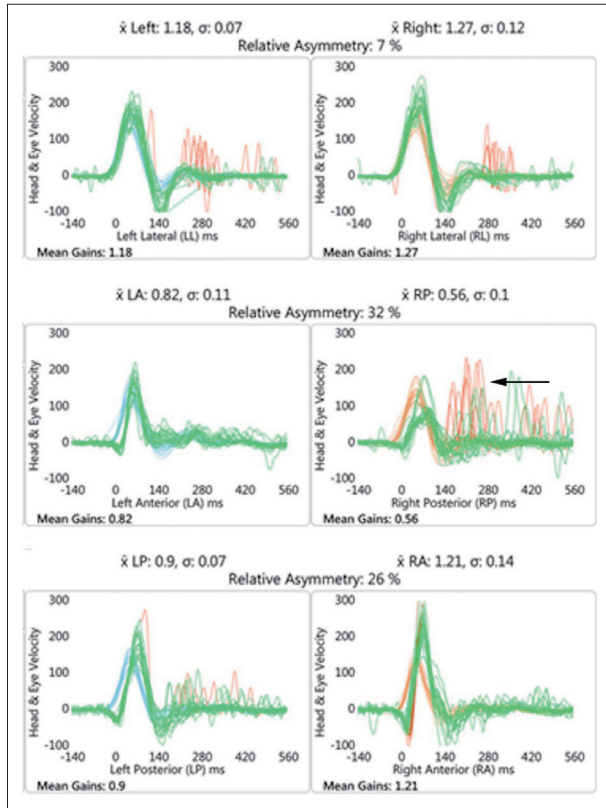 x̄ Left: 1.18, σ: 0.07 x̄ Right: 1.27, σ: 0.12
Relative Asymmetry: 7 %
Head & Eye Velocity
300
200
100
0
-100
-140 0 140 280 420 560
Left Lateral (LL) ms
Mean Gains: 1.18
Head & Eye Velocity
300
200
100
0
-100
-140 0 140 280 420 560
Right Lateral (RL) ms
Mean Gains: 1.27
x̄ LA: 0.82, σ: 0.11 x̄ RP: 0.56, σ: 0.1
Relative Asymmetry: 32 %
Head & Eye Velocity
300
200
100
0
-100
-140 0 140 280 420 560
Left Anterior (LA) ms
Mean Gains: 0.82
Head & Eye Velocity
300
200
100
0
-100
-140 0 140 280 420 560
Right Posterior (RP) ms
Mean Gains: 0.56
x̄ LP: 0.9, σ: 0.07 x̄ RA: 1.21, σ: 0.14
Relative Asymmetry: 26 %
Head & Eye Velocity
300
200
100
0
-100
-140 0 140 280 420 560
Left Posterior (LP) ms
Mean Gains: 0.9
Head & Eye Velocity
300
200
100
0
-100
-140 0 140 280 420 560
Right Anterior (RA) ms
Mean Gains: 1.21